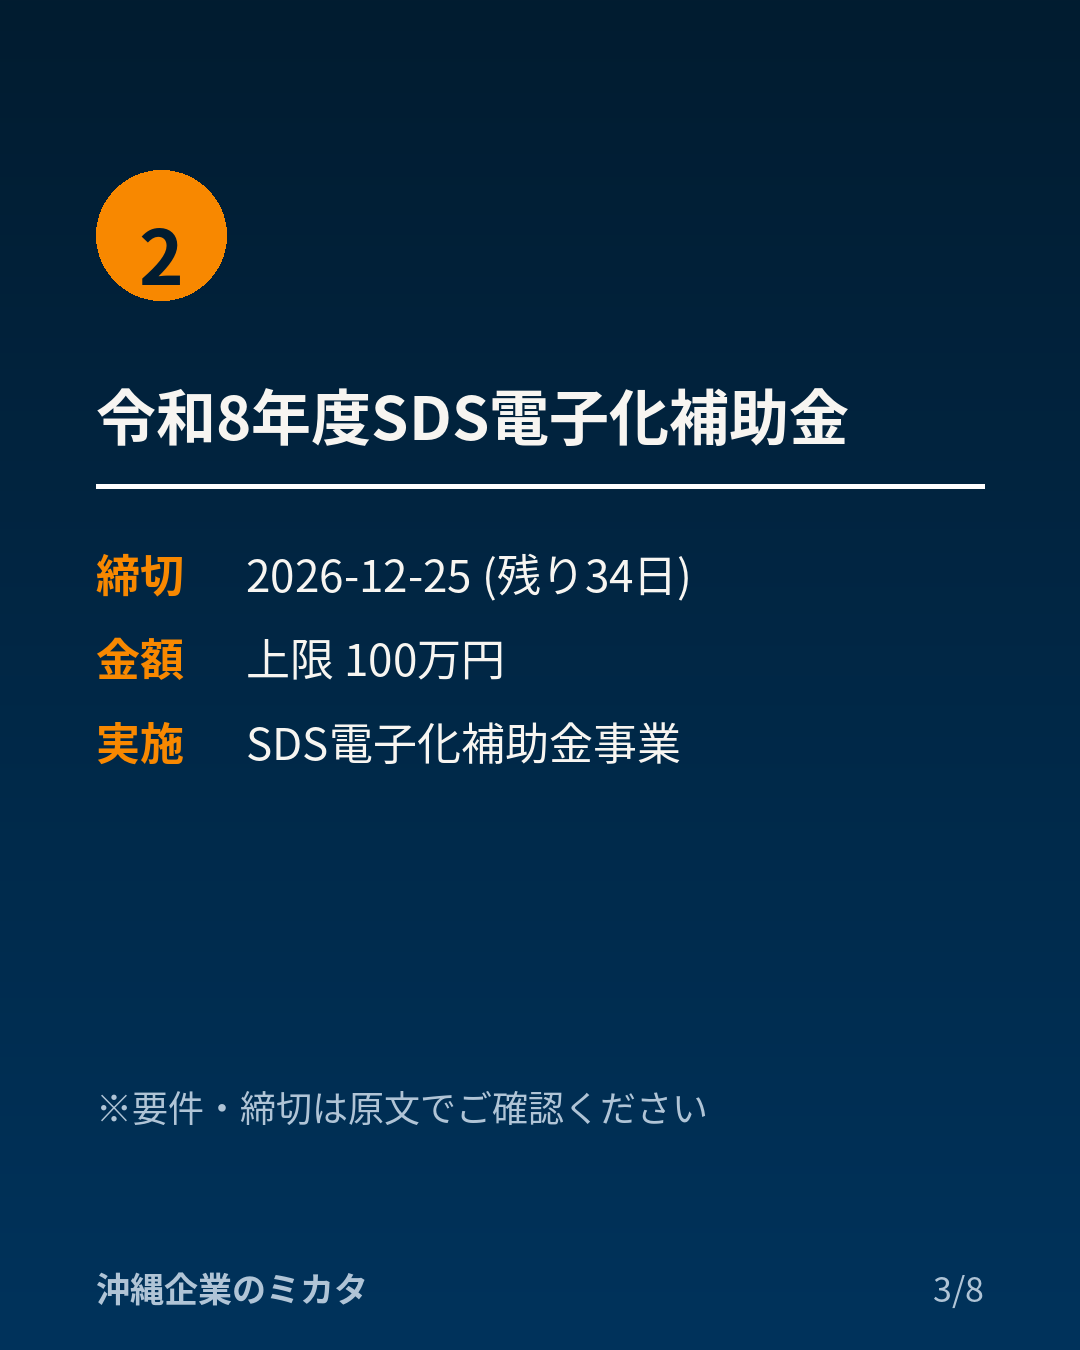 2
令和8年度SDS電子化補助金
締切 2026-12-25 (残り34日)
金額 上限 100万円
実施 SDS電子化補助金事業
※要件・締切は原文でご確認ください
沖縄企業のミカタ 3/8